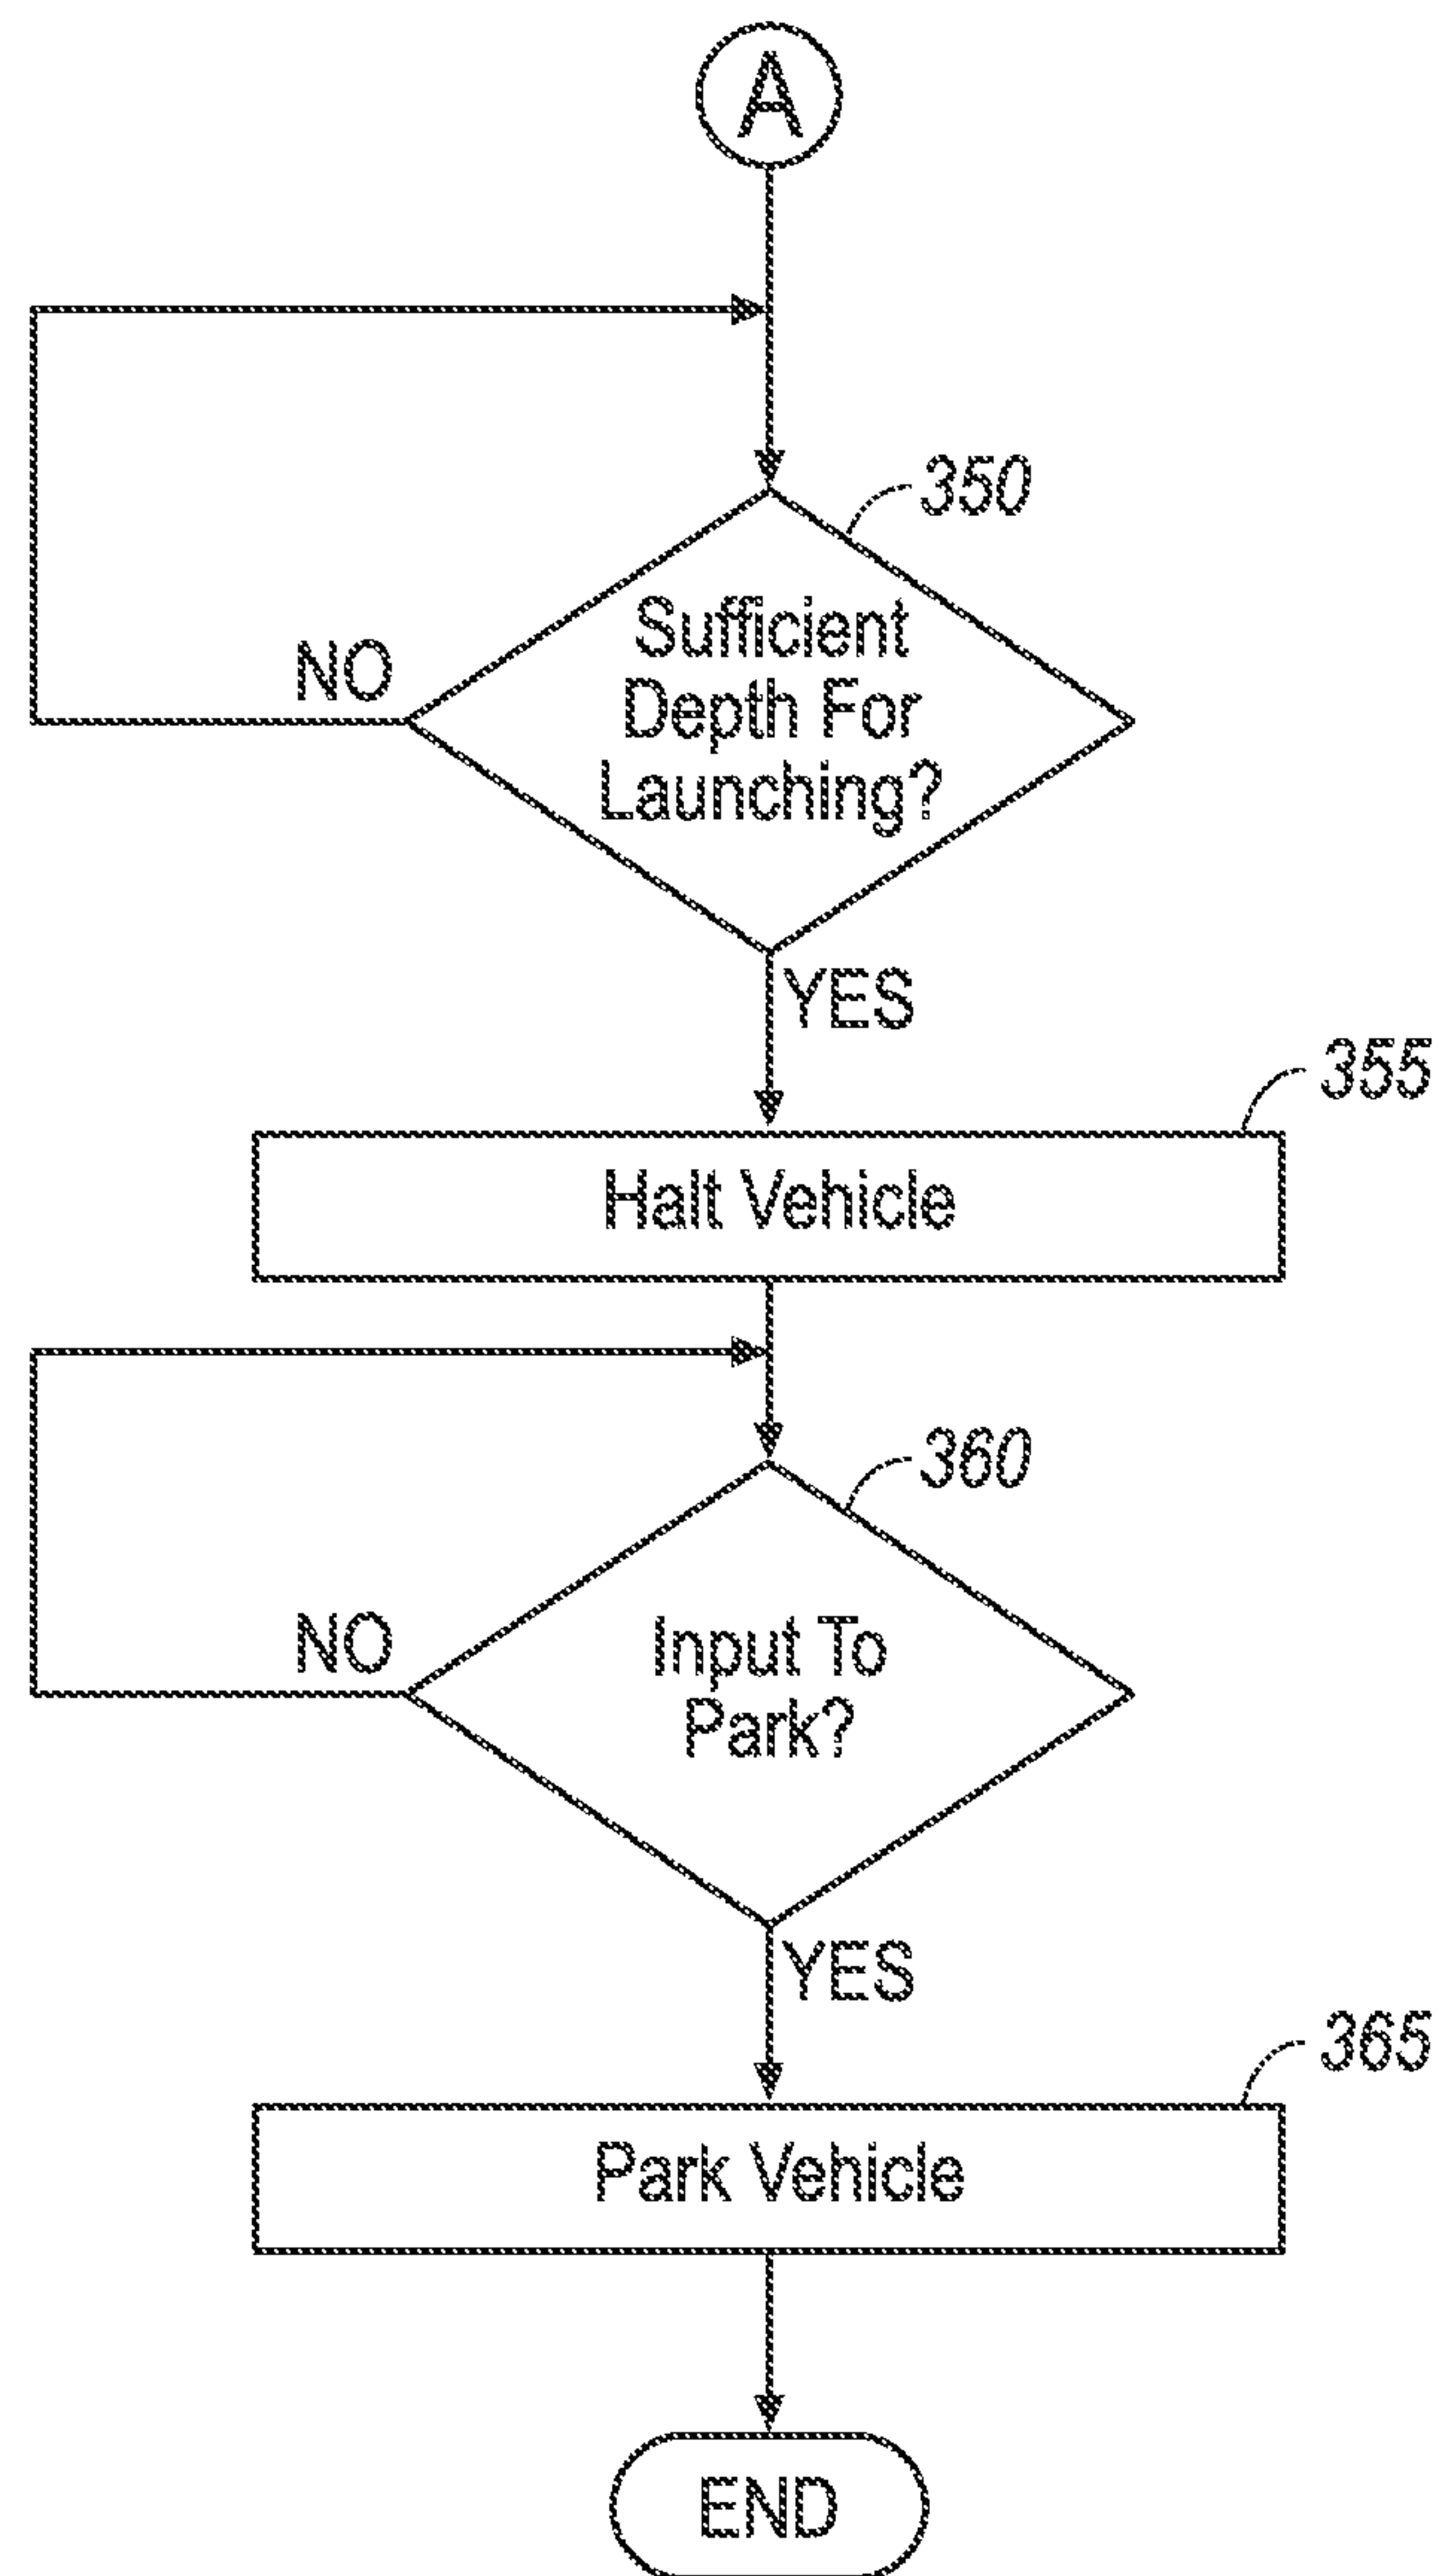 A
350
Sufficient
Depth For
Launching?
NO
YES
355
Halt Vehicle
360
Input To
Park?
NO
YES
365
Park Vehicle
END